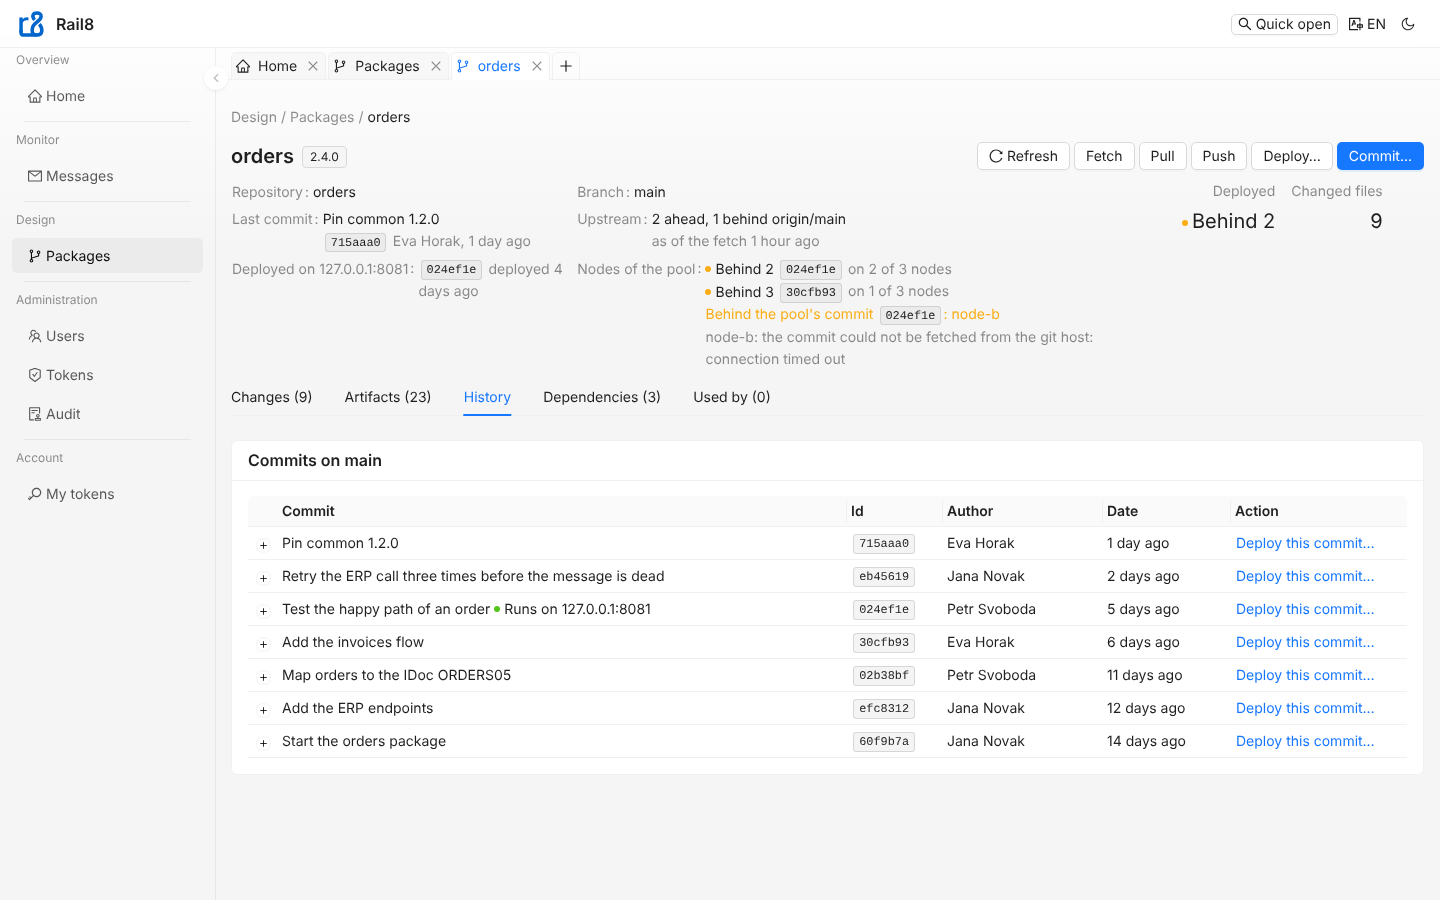 Rail8
Quick open
EN
Overview
Home
Monitor
Messages
Design
Packages
Administration
Users
Tokens
Audit
Account
My tokens
Home
Packages
orders
Design / Packages / orders
orders 2.4.0
Refresh
Fetch
Pull
Push
Deploy...
Commit...
Repository: orders
Branch: main
Deployed
Behind 2
Changed files
9
Last commit: Pin common 1.2.0
715aaa0 Eva Horak, 1 day ago
Upstream: 2 ahead, 1 behind origin/main
as of the fetch 1 hour ago
Deployed on 127.0.0.1:8081: 024ef1e deployed 4
days ago
Nodes of the pool: Behind 2 024ef1e on 2 of 3 nodes
Behind 3 30cfb93 on 1 of 3 nodes
Behind the pool's commit 024ef1e : node-b
node-b: the commit could not be fetched from the git host:
connection timed out
Changes (9)
Artifacts (23)
History
Dependencies (3)
Used by (0)
Commits on main
Commit Id Author Date Action
+ Pin common 1.2.0 715aaa0 Eva Horak 1 day ago Deploy this commit...
+ Retry the ERP call three times before the message is dead eb45619 Jana Novak 2 days ago Deploy this commit...
+ Test the happy path of an order Runs on 127.0.0.1:8081 024ef1e Petr Svoboda 5 days ago Deploy this commit...
+ Add the invoices flow 30cfb93 Eva Horak 6 days ago Deploy this commit...
+ Map orders to the IDoc ORDERS05 02b38bf Petr Svoboda 11 days ago Deploy this commit...
+ Add the ERP endpoints efc8312 Jana Novak 12 days ago Deploy this commit...
+ Start the orders package 60f9b7a Jana Novak 14 days ago Deploy this commit...